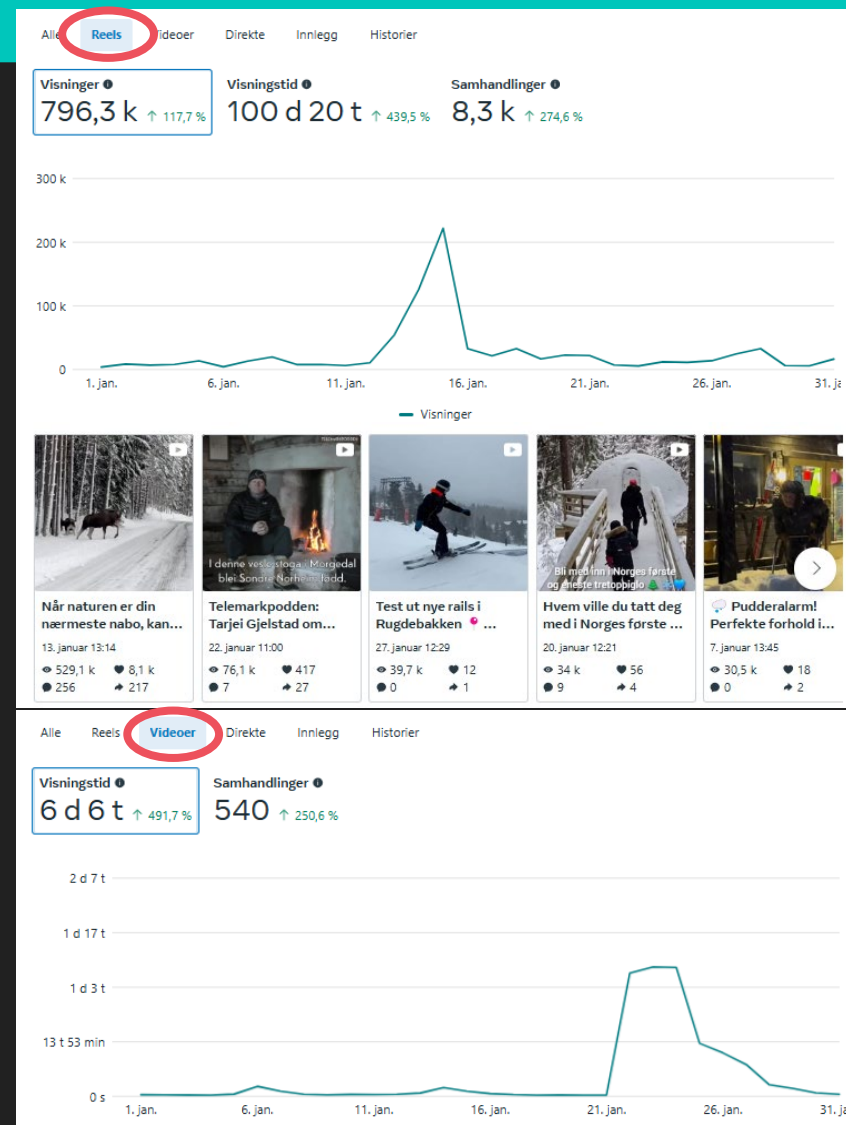 Alle Reels Videoer Direkte Innlegg Historier
Visninger Visningstid Samhandlinger
796,3 k ↑ 117,7 % 100 d 20 t ↑ 439,5 % 8,3 k ↑ 274,6 %
300 k
200 k
100 k
0
1. jan. 6. jan. 11. jan. 16. jan. 21. jan. 26. jan. 31. ja
Visninger
I denne vesle stoga i Morgedal
blei Sondre Norheim fødd.
Bli med inn i Norges første
og eneste tretoppiglo
Når naturen er din
nærmeste nabo, kan...
13. januar 13:14
529,1 k 8,1 k
256 217
Telemarkpodden:
Tarjei Gjelstad om...
22. januar 11:00
76,1 k 417
7 27
Test ut nye rails i
Rugdebakken 📍 ...
27. januar 12:29
39,7 k 12
0 1
Hvem ville du tatt deg
med i Norges første ...
20. januar 12:21
34 k 56
9 4
🌨️ Pudderalarm!
Perfekte forhold i...
7. januar 13:45
30,5 k 18
0 2
Alle Reels Videoer Direkte Innlegg Historier
Visningstid Samhandlinger
6 d 6 t ↑ 491,7 % 540 ↑ 250,6 %
2 d 7 t
1 d 17 t
1 d 3 t
13 t 53 min
0 s
1. jan. 6. jan. 11. jan. 16. jan. 21. jan. 26. jan. 31. ja